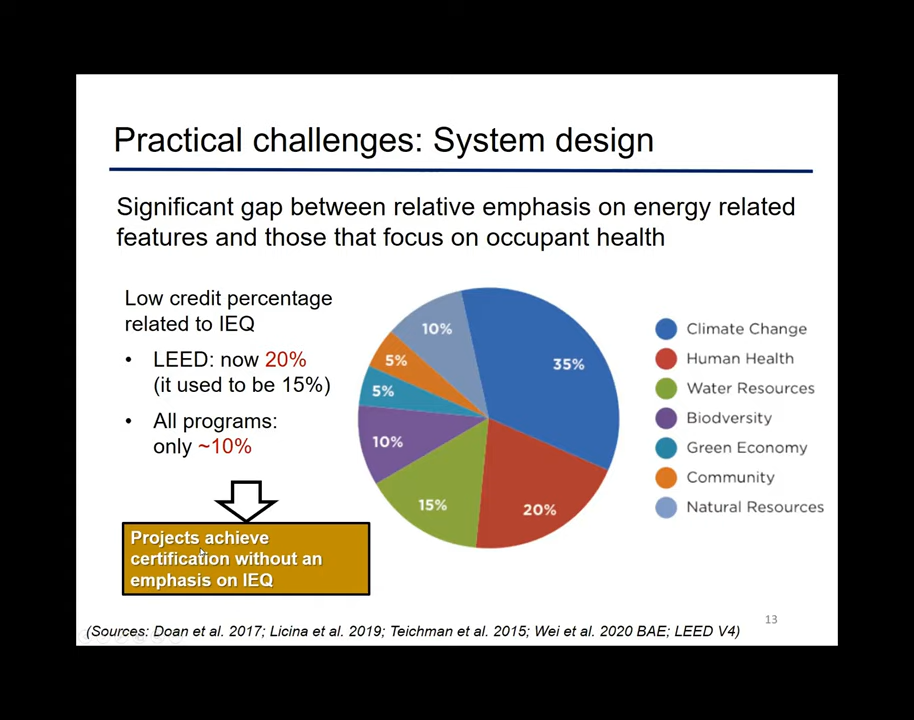 Practical challenges: System design
Significant gap between relative emphasis on energy related
features and those that focus on occupant health
Low credit percentage
related to IEQ
• LEED: now 20%
(it used to be 15%)
• All programs:
only ~10%
Projects achieve
certification without an
emphasis on IEQ
35%
20%
15%
10%
5%
5%
10%
Climate Change
Human Health
Water Resources
Biodversity
Green Economy
Community
Natural Resources
13
(Sources: Doan et al. 2017; Licina et al. 2019; Teichman et al. 2015; Wei et al. 2020 BAE; LEED V4)